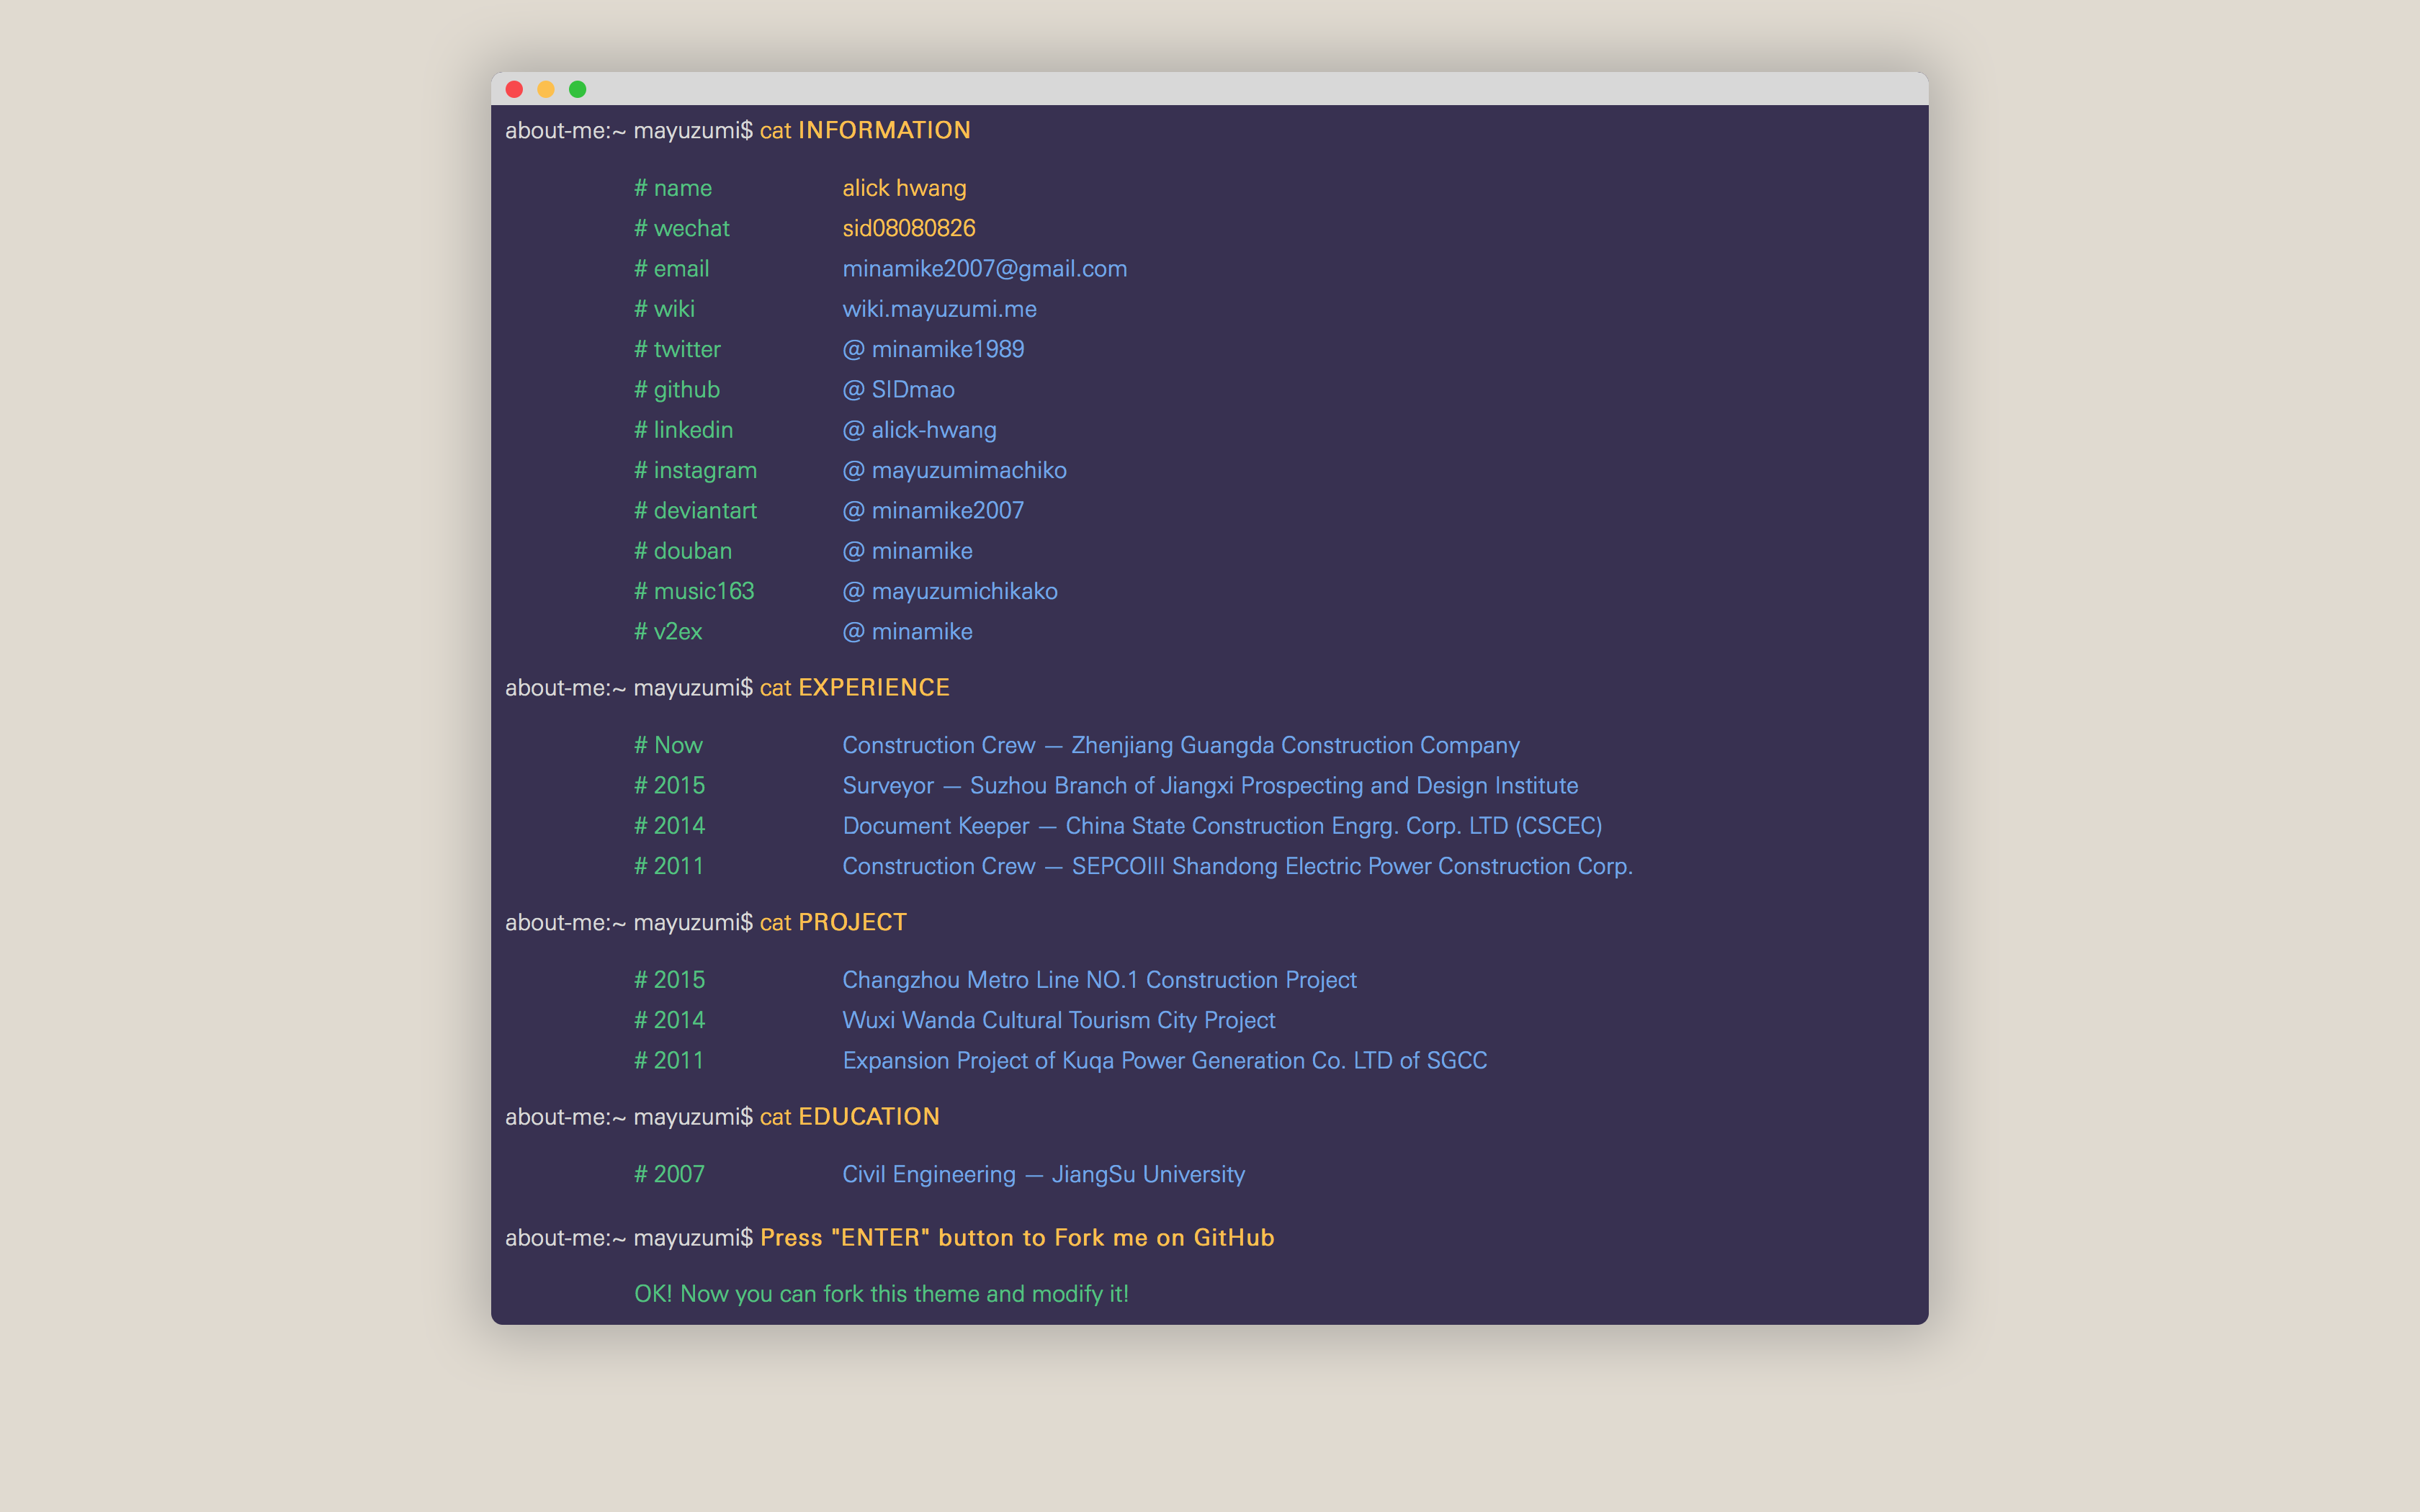 about-me:~ mayuzumi$ cat INFORMATION
# name alick hwang
# wechat sid08080826
# email minamike2007@gmail.com
# wiki wiki.mayuzumi.me
# twitter @ minamike1989
# github @ SIDmao
# linkedin @ alick-hwang
# instagram @ mayuzumimachiko
# deviantart @ minamike2007
# douban @ minamike
# music163 @ mayuzumichikako
# v2ex @ minamike
about-me:~ mayuzumi$ cat EXPERIENCE
# Now Construction Crew — Zhenjiang Guangda Construction Company
# 2015 Surveyor — Suzhou Branch of Jiangxi Prospecting and Design Institute
# 2014 Document Keeper — China State Construction Engrg. Corp. LTD (CSCEC)
# 2011 Construction Crew — SEPCOIII Shandong Electric Power Construction Corp.
about-me:~ mayuzumi$ cat PROJECT
# 2015 Changzhou Metro Line NO.1 Construction Project
# 2014 Wuxi Wanda Cultural Tourism City Project
# 2011 Expansion Project of Kuqa Power Generation Co. LTD of SGCC
about-me:~ mayuzumi$ cat EDUCATION
# 2007 Civil Engineering — JiangSu University
about-me:~ mayuzumi$ Press "ENTER" button to Fork me on GitHub
OK! Now you can fork this theme and modify it!